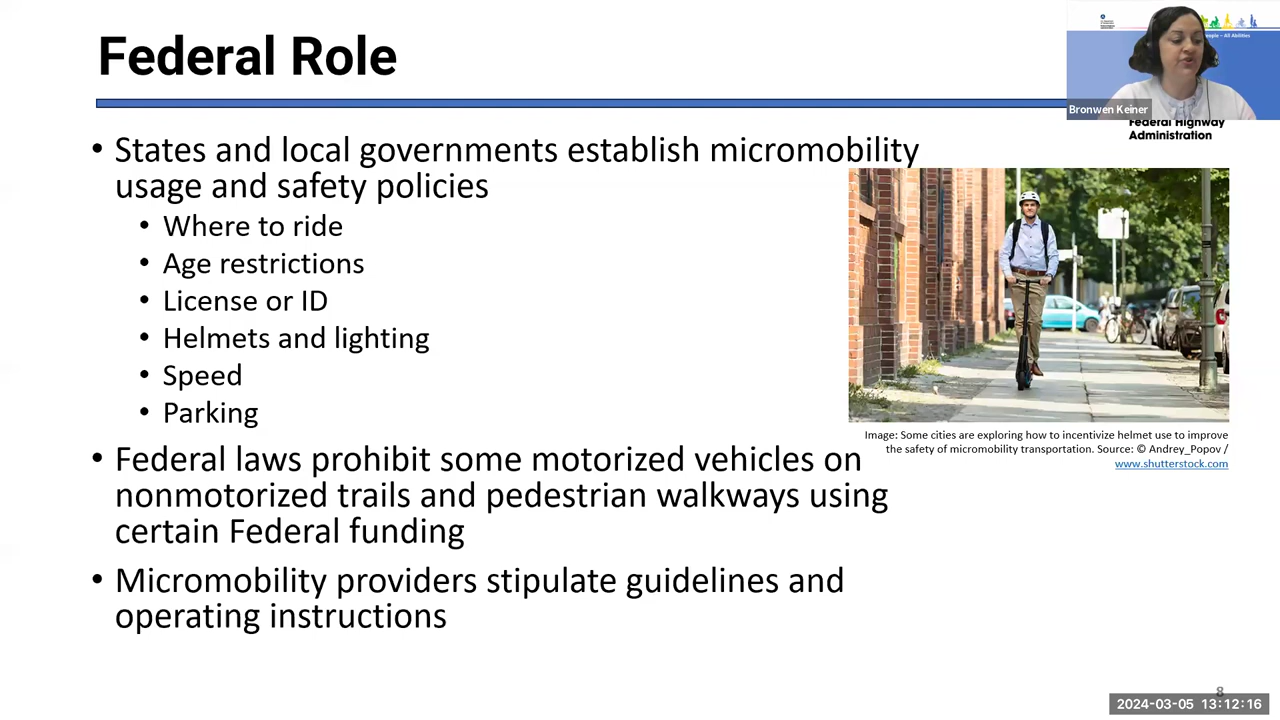 Federal Role
People – All Abilities
Bronwen Keiner
Federal Highway
Administration
• States and local governments establish micromobility
usage and safety policies
• Where to ride
• Age restrictions
• License or ID
• Helmets and lighting
• Speed
• Parking
Image: Some cities are exploring how to incentivize helmet use to improve
the safety of micromobility transportation. Source: © Andrey_Popov /
www.shutterstock.com
• Federal laws prohibit some motorized vehicles on
nonmotorized trails and pedestrian walkways using
certain Federal funding
• Micromobility providers stipulate guidelines and
operating instructions
8
2024-03-05 13:12:16